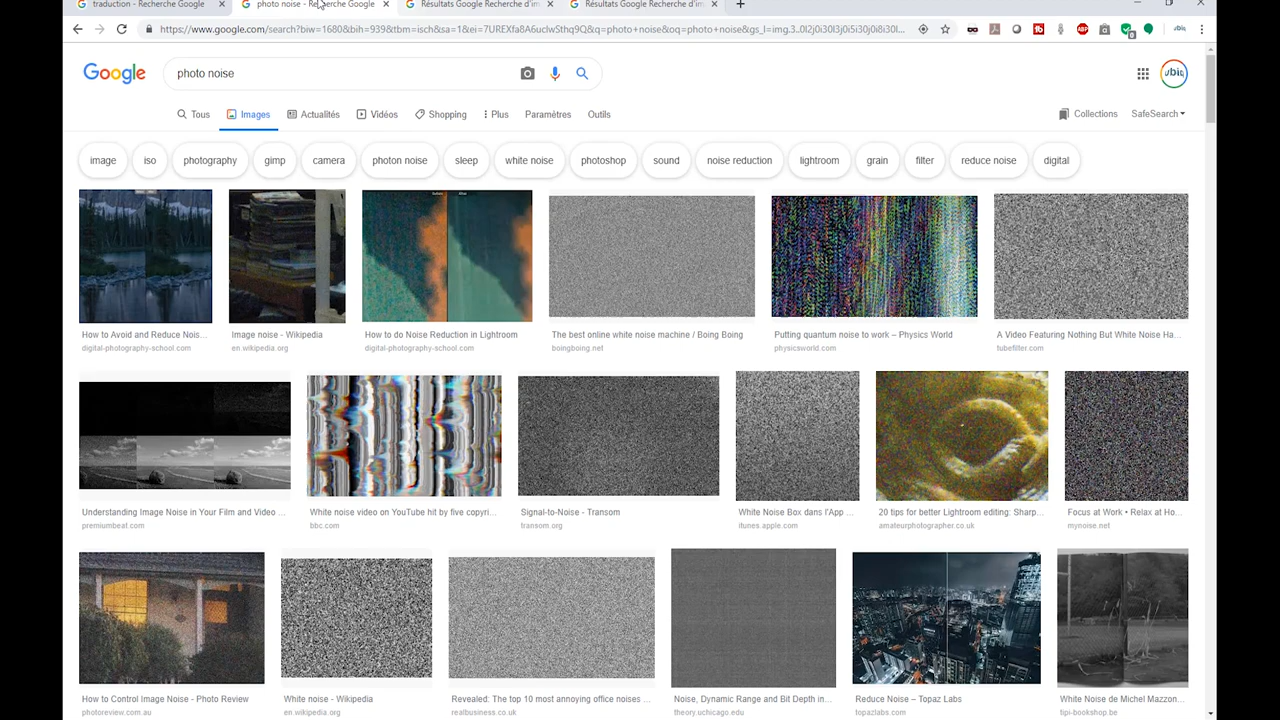 traduction - Recherche Google
photo noise - Recherche Google
Résultats Google Recherche d'im
Résultats Google Recherche d'im
https://www.google.com/search?biw=1680&bih=939&tbm=isch&sa=1&ei=7UREXfa8A6uclwSthq9Q&q=photo+noise&oq=photo+noise&gs_l=img.3..0l2j0i30l3j0i5i30j0i8i30l...
Google
photo noise
Tous
Images
Actualités
Vidéos
Shopping
Plus
Paramètres
Outils
Collections
SafeSearch
image
iso
photography
gimp
camera
photon noise
sleep
white noise
photoshop
sound
noise reduction
lightroom
grain
filter
reduce noise
digital
How to Avoid and Reduce Nois...
digital-photography-school.com
Image noise - Wikipedia
en.wikipedia.org
How to do Noise Reduction in Lightroom
digital-photography-school.com
The best online white noise machine / Boing Boing
boingboing.net
Putting quantum noise to work – Physics World
physicsworld.com
A Video Featuring Nothing But White Noise Ha...
tubefilter.com
Understanding Image Noise in Your Film and Video ...
premiumbeat.com
White noise video on YouTube hit by five copyri...
bbc.com
Signal-to-Noise - Transom
transom.org
White Noise Box dans l'App ...
itunes.apple.com
20 tips for better Lightroom editing: Sharp...
amateurphotographer.co.uk
Focus at Work • Relax at Ho...
mynoise.net
How to Control Image Noise - Photo Review
photoreview.com.au
White noise - Wikipedia
en.wikipedia.org
Revealed: The top 10 most annoying office noises ...
realbusiness.co.uk
Noise, Dynamic Range and Bit Depth in...
theory.uchicago.edu
Reduce Noise – Topaz Labs
topazlabs.com
White Noise de Michel Mazzon...
tipi-bookshop.be